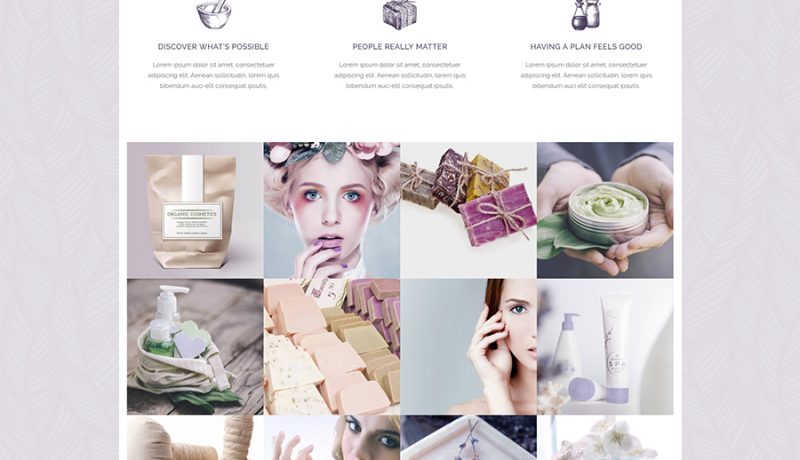 DISCOVER WHAT'S POSSIBLE
Lorem ipsum dolor sit amet, consectetuer
adipiscing elit. Aenean sollicitudin, lorem quis
bibendum auci elit consequat ipsutis.
PEOPLE REALLY MATTER
Lorem ipsum dolor sit amet, consectetuer
adipiscing elit. Aenean sollicitudin, lorem quis
bibendum auci elit consequat ipsutis.
HAVING A PLAN FEELS GOOD
Lorem ipsum dolor sit amet, consectetuer
adipiscing elit. Aenean sollicitudin, lorem quis
bibendum auci elit consequat ipsutis.
ORGANIC COSMETICS
SPA